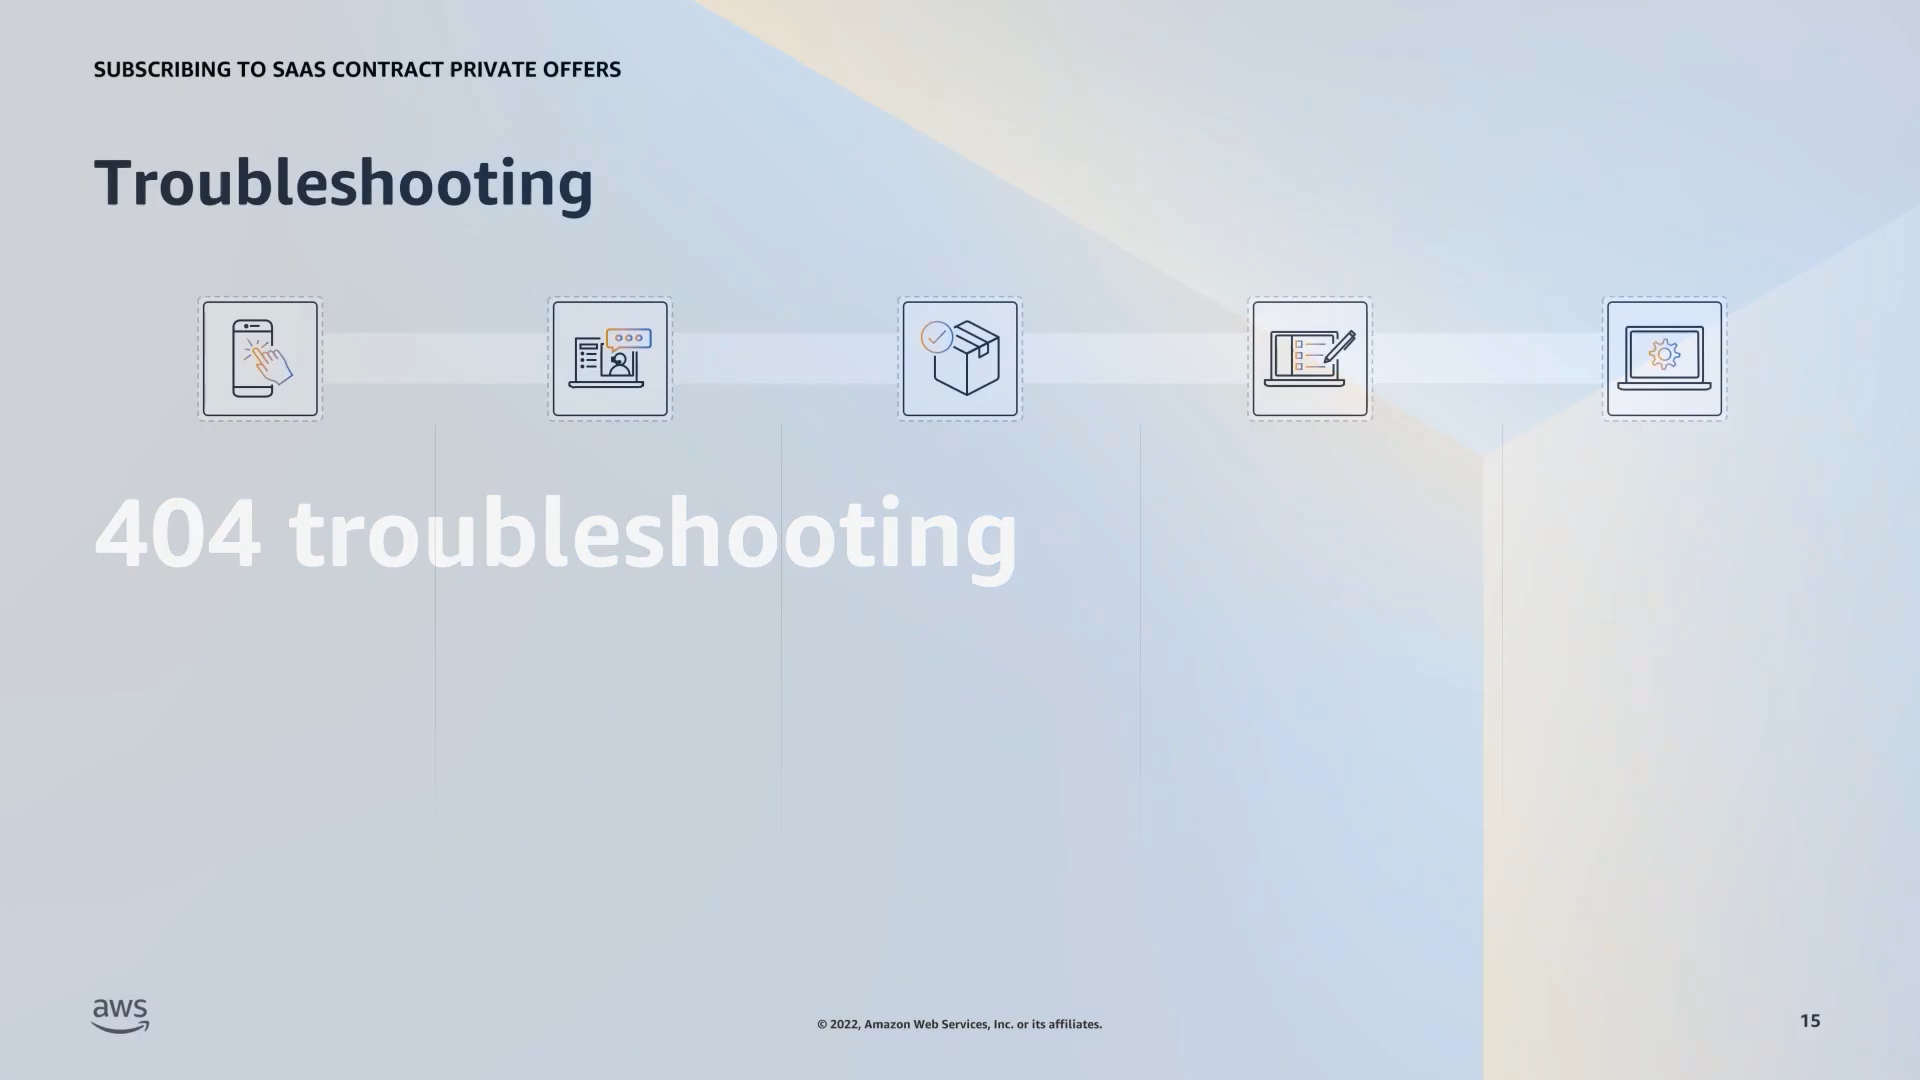 SUBSCRIBING TO SAAS CONTRACT PRIVATE OFFERS
Troubleshooting
404 troubleshooting
aws
© 2022, Amazon Web Services, Inc. or its affiliates.
15